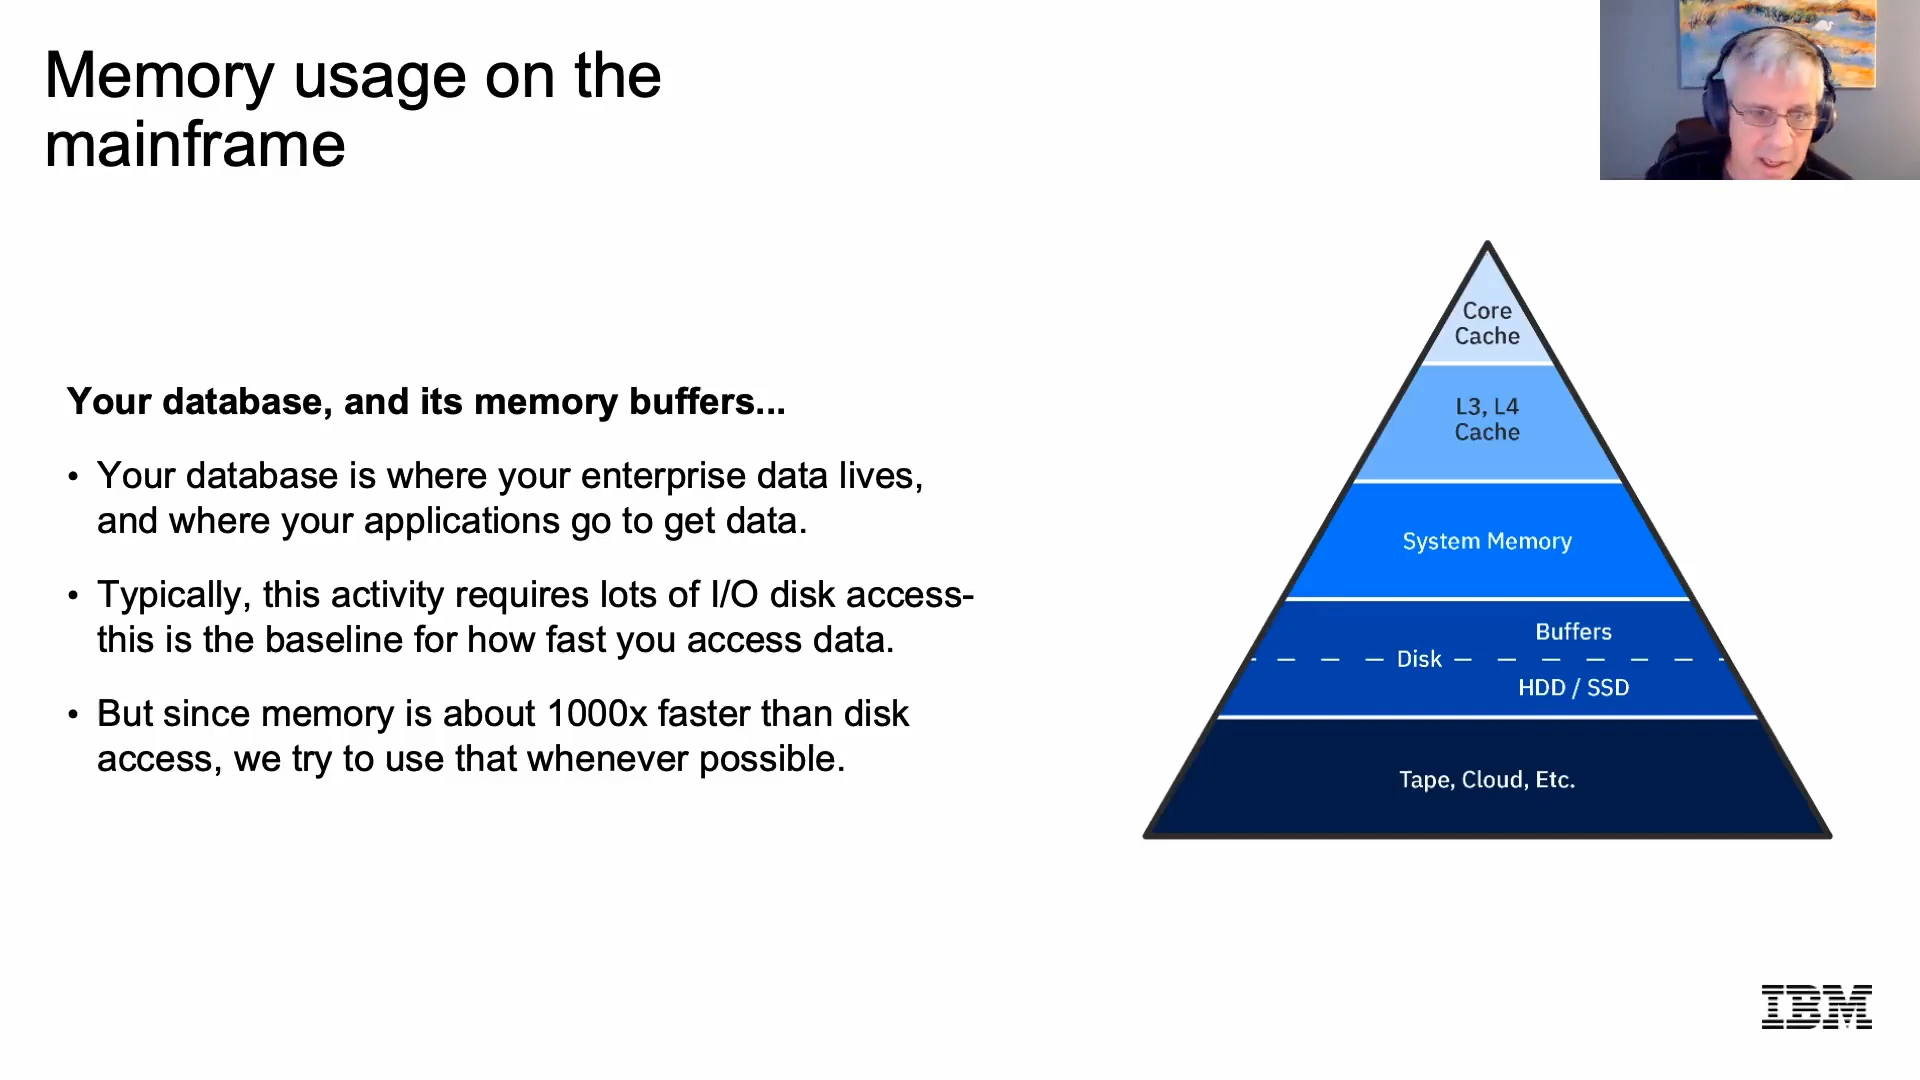 Memory usage on the
mainframe
Your database, and its memory buffers...
• Your database is where your enterprise data lives,
and where your applications go to get data.
• Typically, this activity requires lots of I/O disk access-
this is the baseline for how fast you access data.
• But since memory is about 1000x faster than disk
access, we try to use that whenever possible.
Core
Cache
L3, L4
Cache
System Memory
Buffers
Disk
HDD / SSD
Tape, Cloud, Etc.
IBM